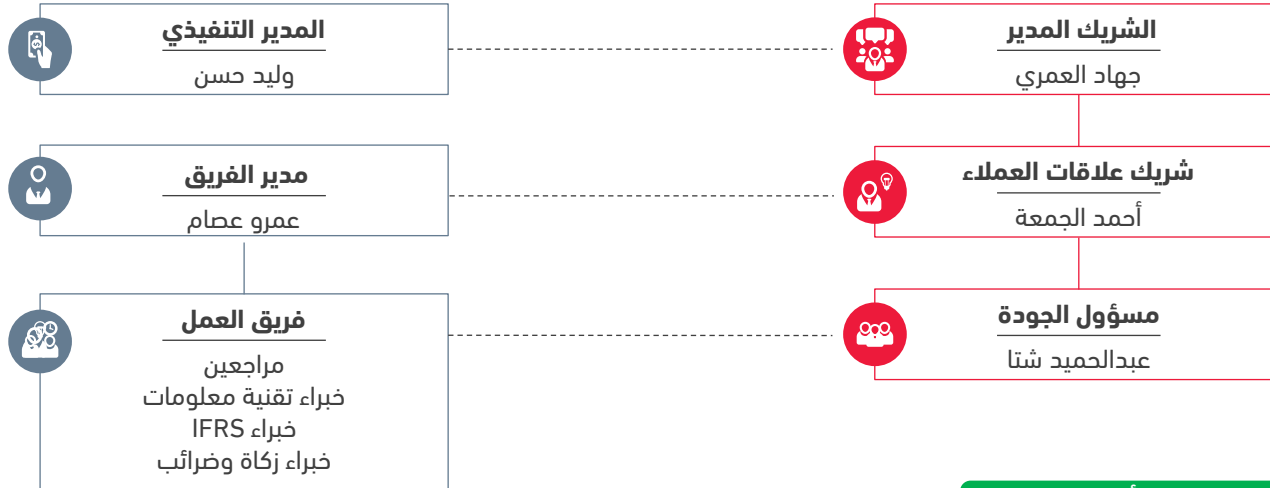 الشريك المدير
جهاد العمري
المدير التنفيذي
وليد حسن
شريك علاقات العملاء
أحمد الجمعة
مدير الفريق
عمرو عصام
مسؤول الجودة
عبدالحميد شتا
فريق العمل
مراجعين
خبراء تقنية معلومات
خبراء IFRS
خبراء زكاة وضرائب